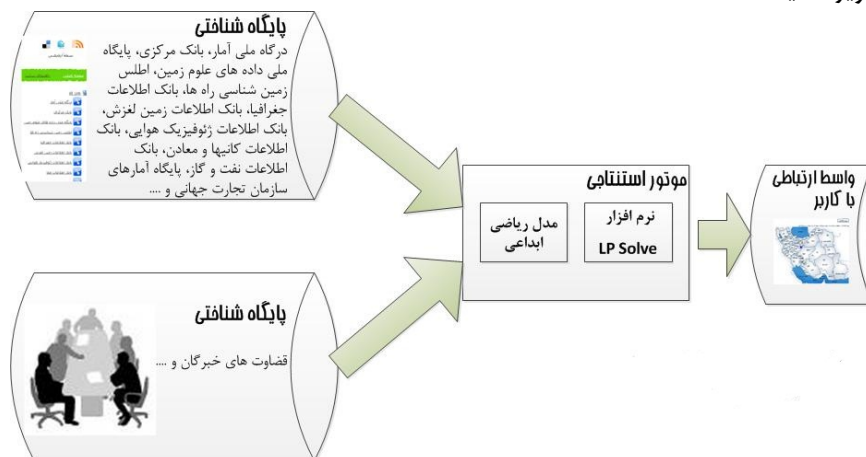 پایگاه شناختی
درگاه ملی آمار، بانک مرکزی، پایگاه
ملی داده های علوم زمین، اطلس
زمین شناسی راه ها، بانک اطلاعات
جغرافیا، بانک اطلاعات زمین لغزش،
بانک اطلاعات ژئوفیزیک هوایی، بانک
اطلاعات کانیها و معادن، بانک
اطلاعات نفت و گاز، پایگاه آمارهای
سازمان تجارت جهانی و ....
موتور استنتاجی
نرم افزار
LP Solve
مدل ریاضی
ابداعی
واسط ارتباطی
با کاربر
پایگاه شناختی
قضاوت های خبرگان و ....